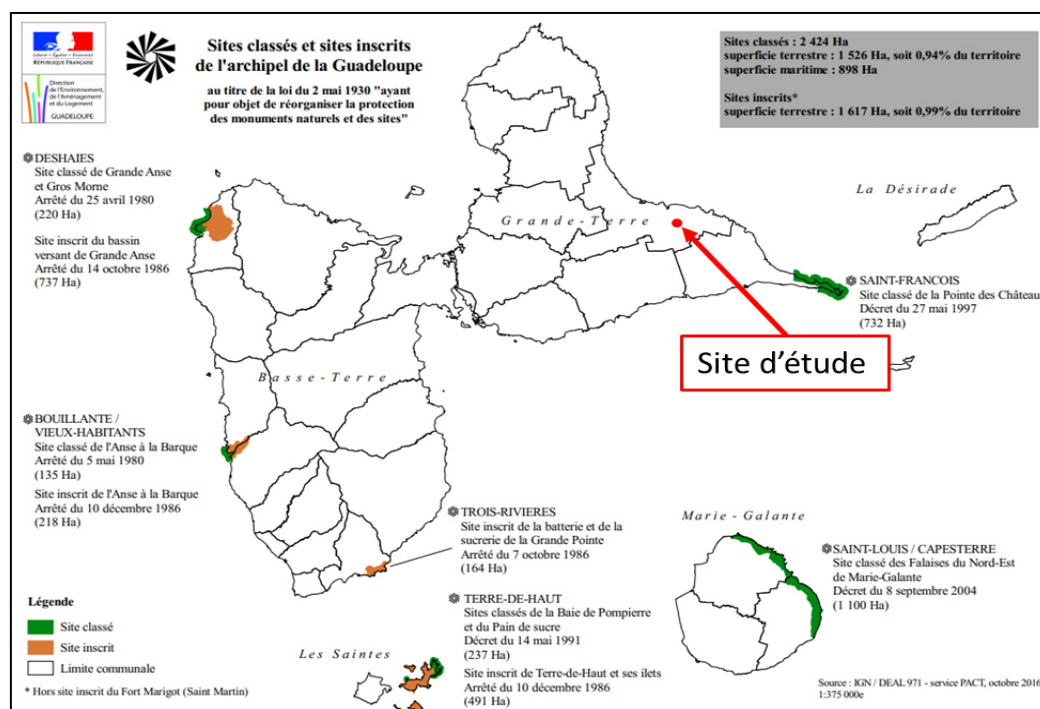 Liberté • Égalité • Fraternité
RÉPUBLIQUE FRANÇAISE
Direction
de l'Environnement,
de l'Aménagement
et du Logement
GUADELOUPE
Sites classés et sites inscrits
de l'archipel de la Guadeloupe
au titre de la loi du 2 mai 1930 "ayant
pour objet de réorganiser la protection
des monuments naturels et des sites"
Sites classés : 2 424 Ha
superficie terrestre : 1 526 Ha, soit 0,94% du territoire
superficie maritime : 898 Ha
Sites inscrits*
superficie terrestre : 1 617 Ha, soit 0,99% du territoire
DESHAIES
Site classé de Grande Anse
et Gros Morne
Arrêté du 25 avril 1980
(220 Ha)
Site inscrit du bassin
versant de Grande Anse
Arrêté du 14 octobre 1986
(737 Ha)
La Désirade
Grande-Terre
SAINT-FRANCOIS
Site classé de la Pointe des Château
Décret du 27 mai 1997
(732 Ha)
Site d'étude
Basse-Terre
BOUILLANTE /
VIEUX-HABITANTS
Site classé de l'Anse à la Barque
Arrêté du 5 mai 1980
(135 Ha)
Site inscrit de l'Anse à la Barque
Arrêté du 10 décembre 1986
(218 Ha)
TROIS-RIVIERES
Site inscrit de la batterie et de la
sucrerie de la Grande Pointe
Arrêté du 7 octobre 1986
(164 Ha)
Marie-Galante
SAINT-LOUIS / CAPESTERRE
Site classé des Falaises du Nord-Est
de Marie-Galante
Décret du 8 septembre 2004
(1 100 Ha)
TERRE-DE-HAUT
Sites classés de la Baie de Pompierre
et du Pain de sucre
Décret du 14 mai 1991
(237 Ha)
Site inscrit de Terre-de-Haut et ses ilets
Arrêté du 10 décembre 1986
(491 Ha)
Les Saintes
Légende
Site classé
Site inscrit
Limite communale
* Hors site inscrit du Fort Marigot (Saint Martin)
Source : IGN / DEAL 971 - service PACT, octobre 2016
1:375 000e